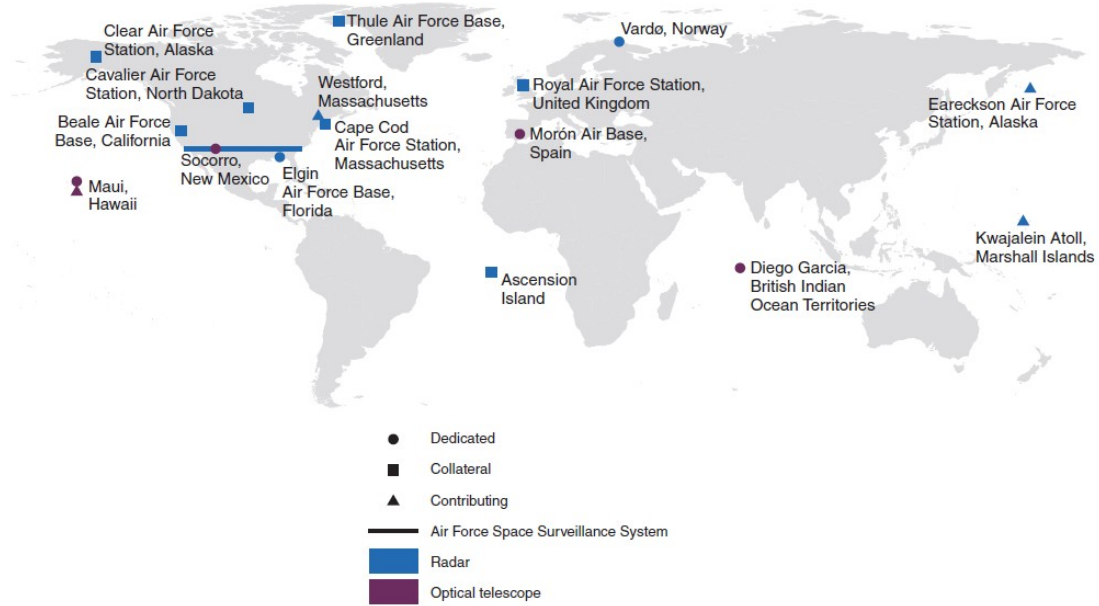 Thule Air Force Base,
Greenland
Clear Air Force
Station, Alaska
Vardø, Norway
Cavalier Air Force
Station, North Dakota
Westford,
Massachusetts
Royal Air Force Station,
United Kingdom
Eareckson Air Force
Station, Alaska
Beale Air Force
Base, California
Cape Cod
Air Force Station,
Massachusetts
Morón Air Base,
Spain
Socorro,
New Mexico
Elgin
Air Force Base,
Florida
Maui,
Hawaii
Kwajalein Atoll,
Marshall Islands
Ascension
Island
Diego Garcia,
British Indian
Ocean Territories
Dedicated
Collateral
Contributing
Air Force Space Surveillance System
Radar
Optical telescope